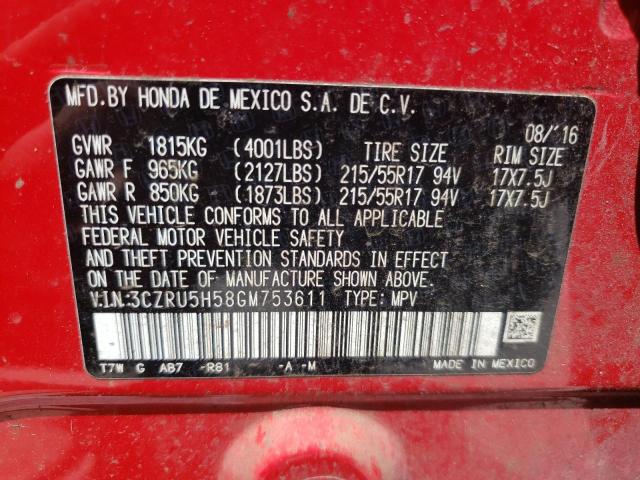 MFD.BY HONDA DE MEXICO S.A. DE C.V.
08/'16
GVWR 1815KG (4001LBS) TIRE SIZE RIM SIZE
GAWR F 965KG (2127LBS) 215/55R17 94V 17X7.5J
GAWR R 850KG (1873LBS) 215/55R17 94V 17X7.5J
THIS VEHICLE CONFORMS TO ALL APPLICABLE
FEDERAL MOTOR VEHICLE SAFETY
AND THEFT PREVENTION STANDARDS IN EFFECT
ON THE DATE OF MANUFACTURE SHOWN ABOVE.
V.I.N:3CZRU5H58GM753611 TYPE: MPV
T7W G AB7 -R81 -A -M MADE IN MEXICO